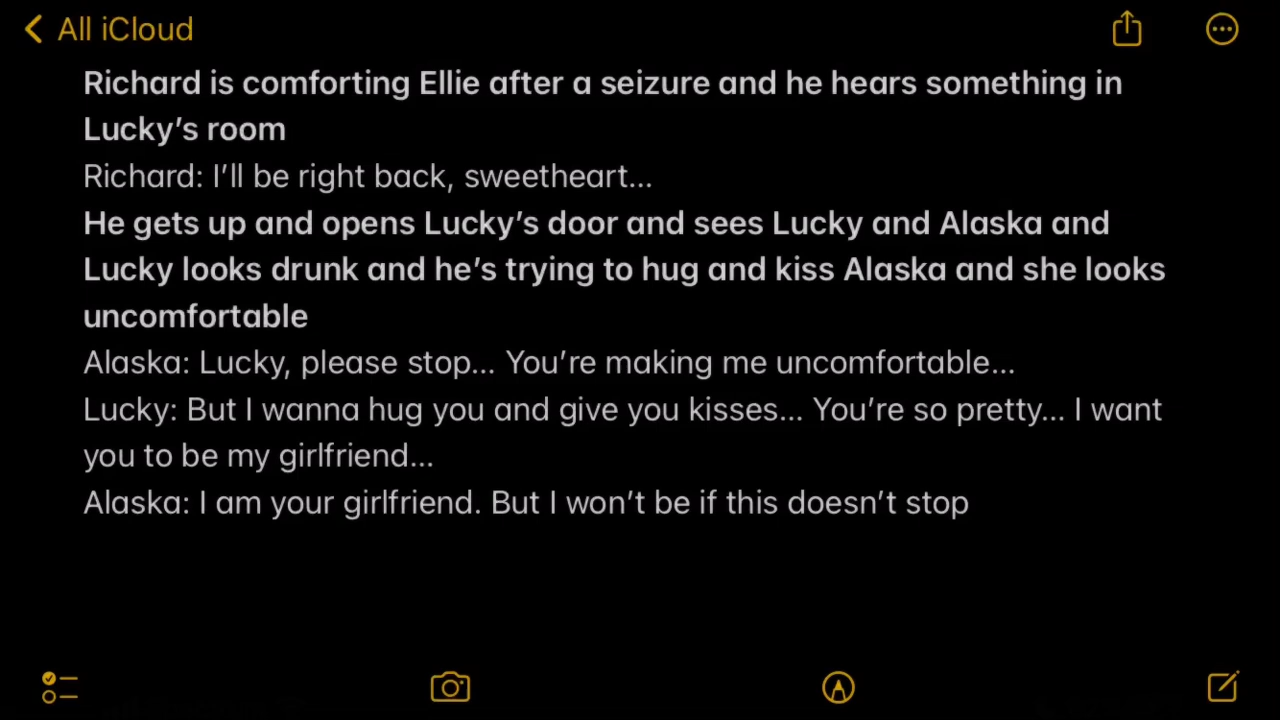 All iCloud
Richard is comforting Ellie after a seizure and he hears something in
Lucky’s room
Richard: I’ll be right back, sweetheart...
He gets up and opens Lucky’s door and sees Lucky and Alaska and
Lucky looks drunk and he’s trying to hug and kiss Alaska and she looks
uncomfortable
Alaska: Lucky, please stop... You’re making me uncomfortable...
Lucky: But I wanna hug you and give you kisses... You’re so pretty... I want
you to be my girlfriend...
Alaska: I am your girlfriend. But I won’t be if this doesn’t stop